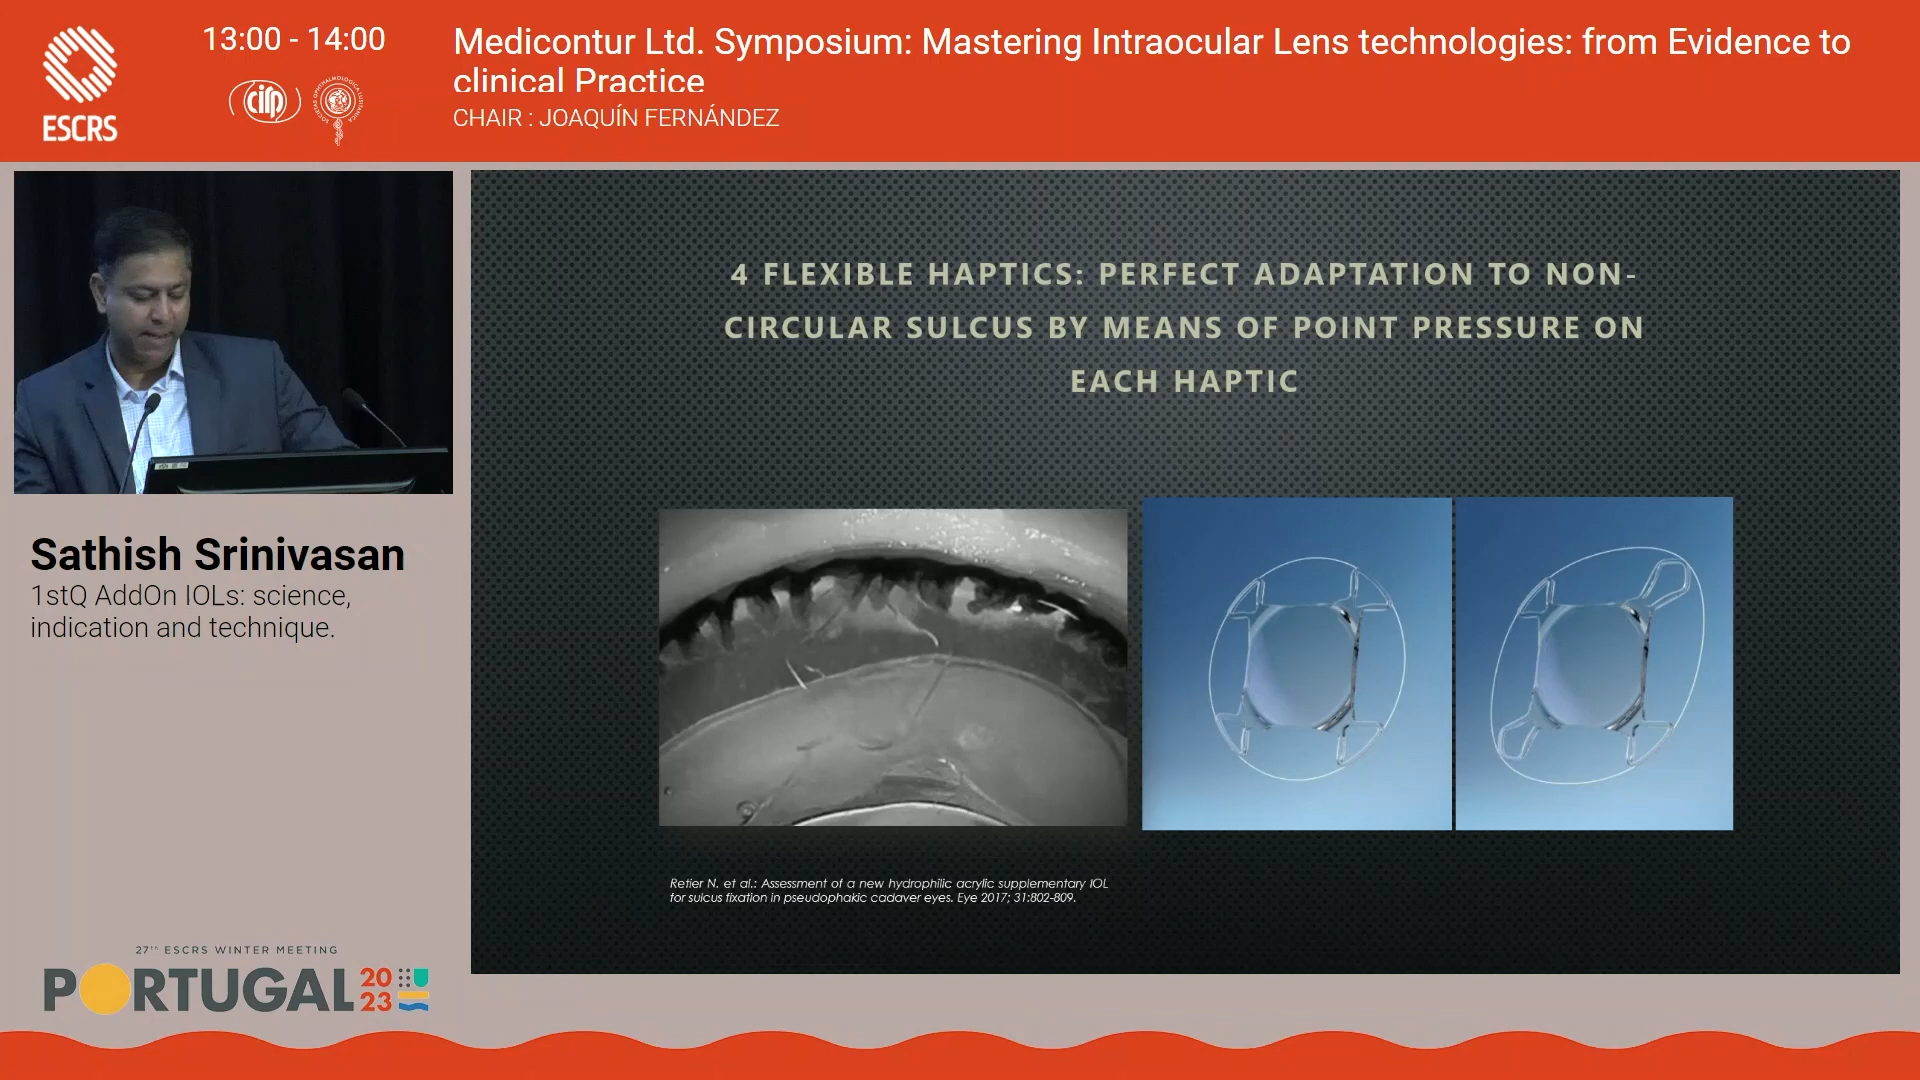 ESCRS
13:00 - 14:00
Medicontur Ltd. Symposium: Mastering Intraocular Lens technologies: from Evidence to
clinical Practice
CHAIR : JOAQUÍN FERNÁNDEZ
Sathish Srinivasan
1stQ AddOn IOLs: science,
indication and technique.
4 FLEXIBLE HAPTICS: PERFECT ADAPTATION TO NON-
CIRCULAR SULCUS BY MEANS OF POINT PRESSURE ON
EACH HAPTIC
Retier N. et al.: Assessment of a new hydrophilic acrylic supplementary IOL
for sulcus fixation in pseudophakic cadaver eyes. Eye 2017; 31:802-809.
27TH ESCRS WINTER MEETING
PORTUGAL 20
23